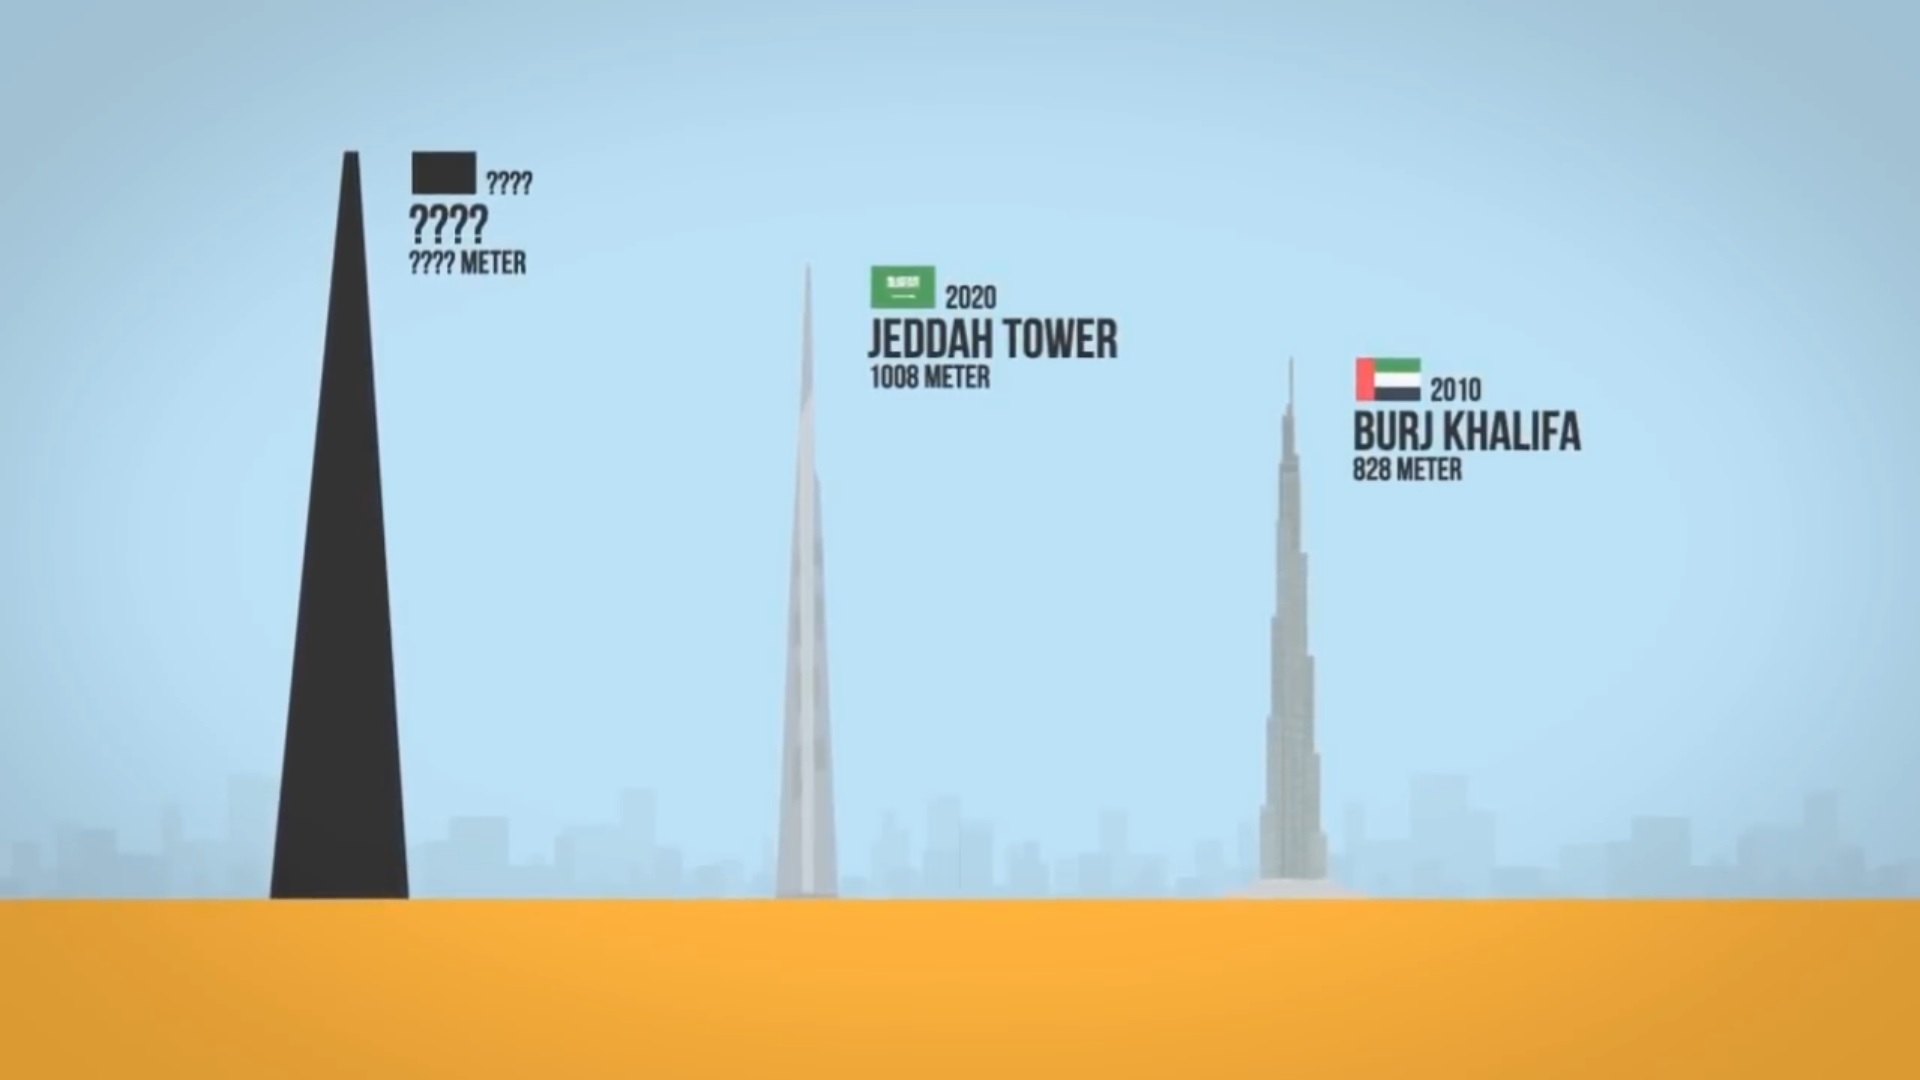 ????
????
???? METER
2020
JEDDAH TOWER
1008 METER
2010
BURJ KHALIFA
828 METER